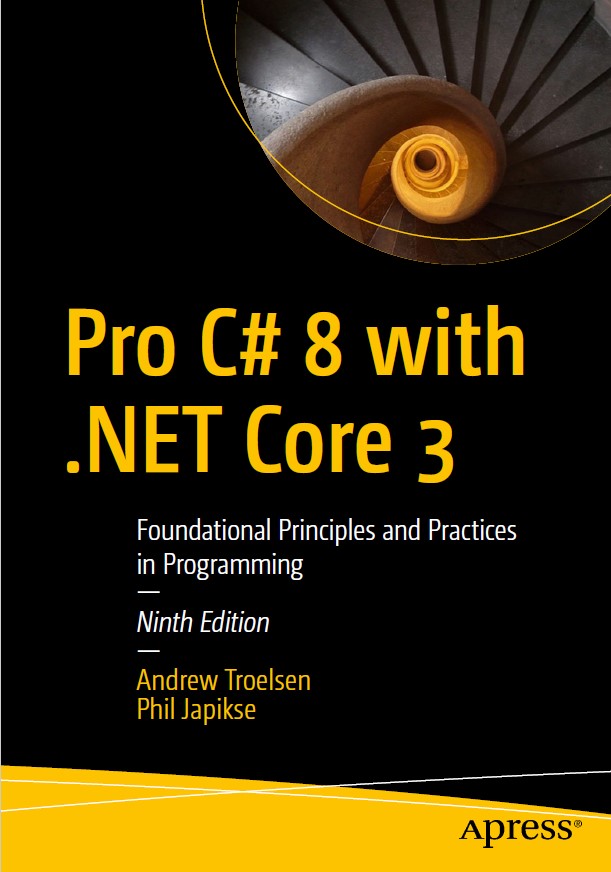 Pro C# 8 with
.NET Core 3
Foundational Principles and Practices
in Programming
—
Ninth Edition
—
Andrew Troelsen
Phil Japikse
Apress®